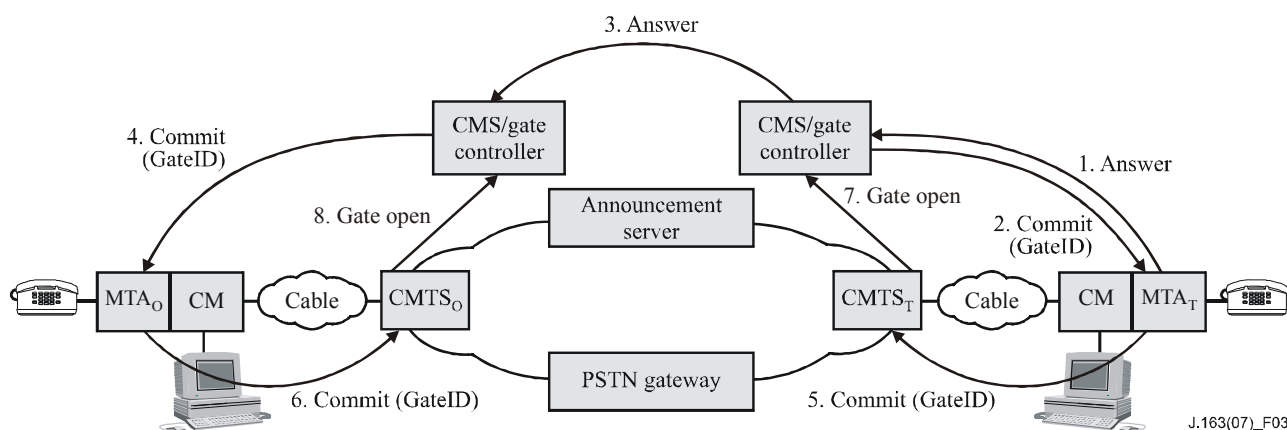 3. Answer
CMS/gate
controller
CMS/gate
controller
4. Commit
(GateID)
1. Answer
2. Commit
(GateID)
8. Gate open
7. Gate open
Announcement
server
MTAO
CM
Cable
CMTSO
CMTST
Cable
CM
MTAT
PSTN gateway
6. Commit (GateID)
5. Commit (GateID)
J.163(07)_F03